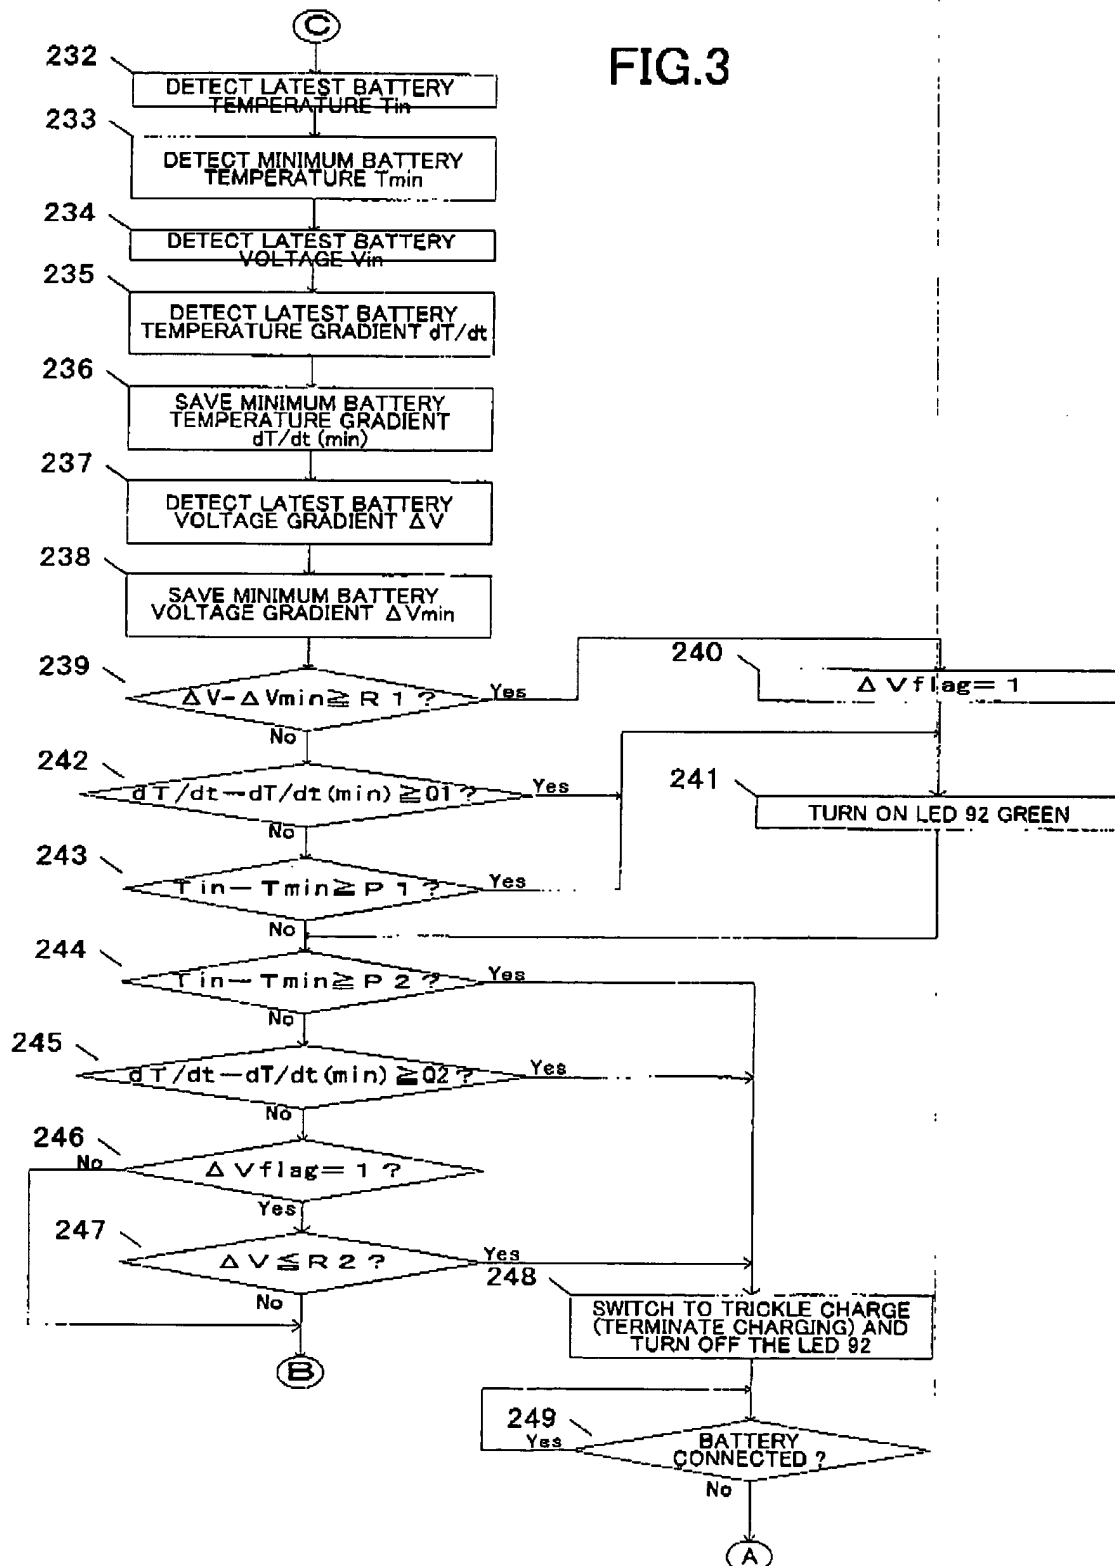 C
FIG.3
232
DETECT LATEST BATTERY
TEMPERATURE Tin
233
DETECT MINIMUM BATTERY
TEMPERATURE Tmin
234
DETECT LATEST BATTERY
VOLTAGE Vin
235
DETECT LATEST BATTERY
TEMPERATURE GRADIENT dT/dt
236
SAVE MINIMUM BATTERY
TEMPERATURE GRADIENT
dT/dt(min)
237
DETECT LATEST BATTERY
VOLTAGE GRADIENT ΔV
238
SAVE MINIMUM BATTERY
VOLTAGE GRADIENT ΔVmin
239
ΔV-ΔVmin≧R1?
Yes
No
240
ΔVflag=1
241
TURN ON LED 92 GREEN
242
dT/dt-dT/dt(min)≧Q1?
Yes
No
243
Tin-Tmin≧P1?
Yes
No
244
Tin-Tmin≧P2?
Yes
No
245
dT/dt-dT/dt(min)≧Q2?
Yes
No
246
No
ΔVflag=1?
Yes
247
ΔV≦R2?
Yes
No
B
248
SWITCH TO TRICKLE CHARGE
(TERMINATE CHARGING) AND
TURN OFF THE LED 92
249
Yes
BATTERY
CONNECTED?
No
A